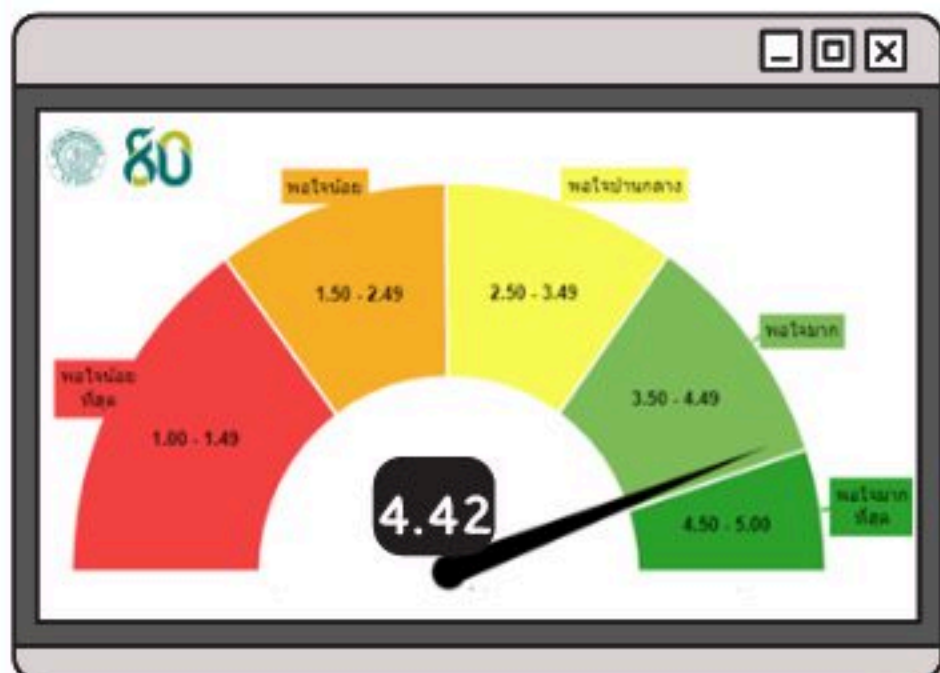 80
พอใจน้อย
พอใจปานกลาง
1.50 - 2.49
2.50 - 3.49
พอใจมาก
พอใจน้อย
ที่สุด
3.50 - 4.49
1.00 - 1.49
4.42
พอใจมาก
ที่สุด
4.50 - 5.00